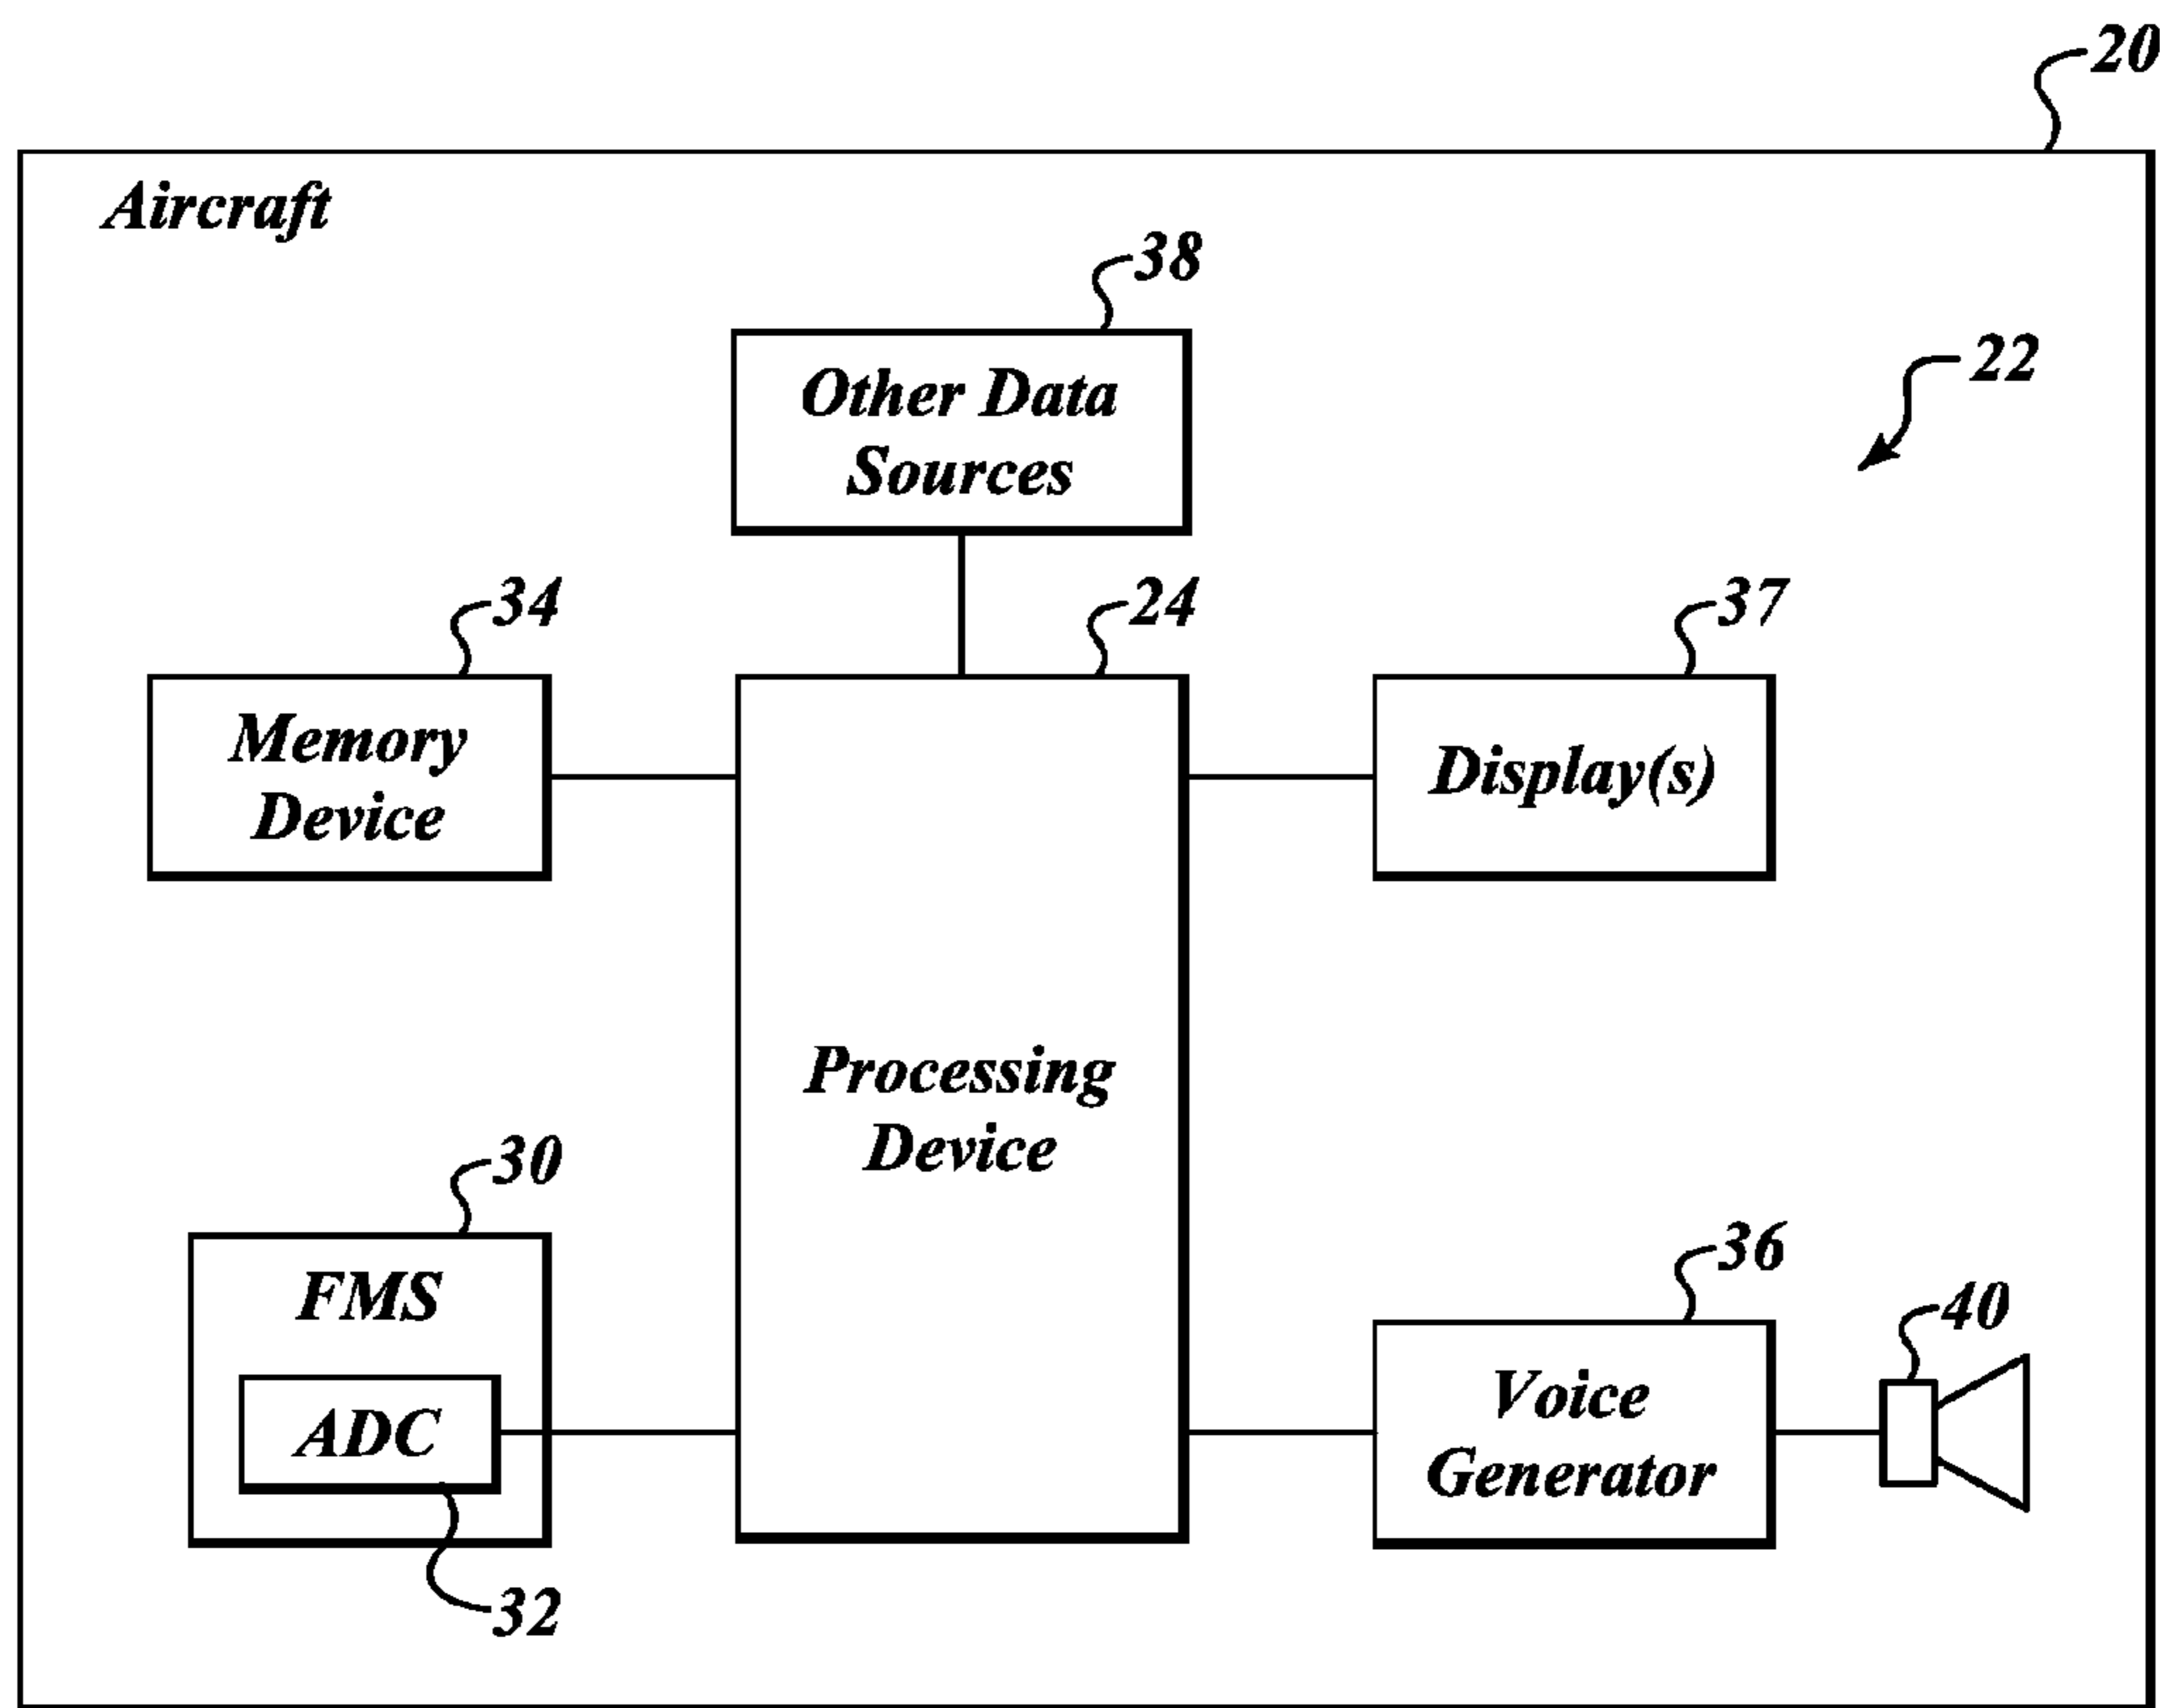 20
Aircraft
38
Other Data
Sources
22
34
24
37
Memory
Device
Display(s)
Processing
Device
30
FMS
ADC
32
36
40
Voice
Generator